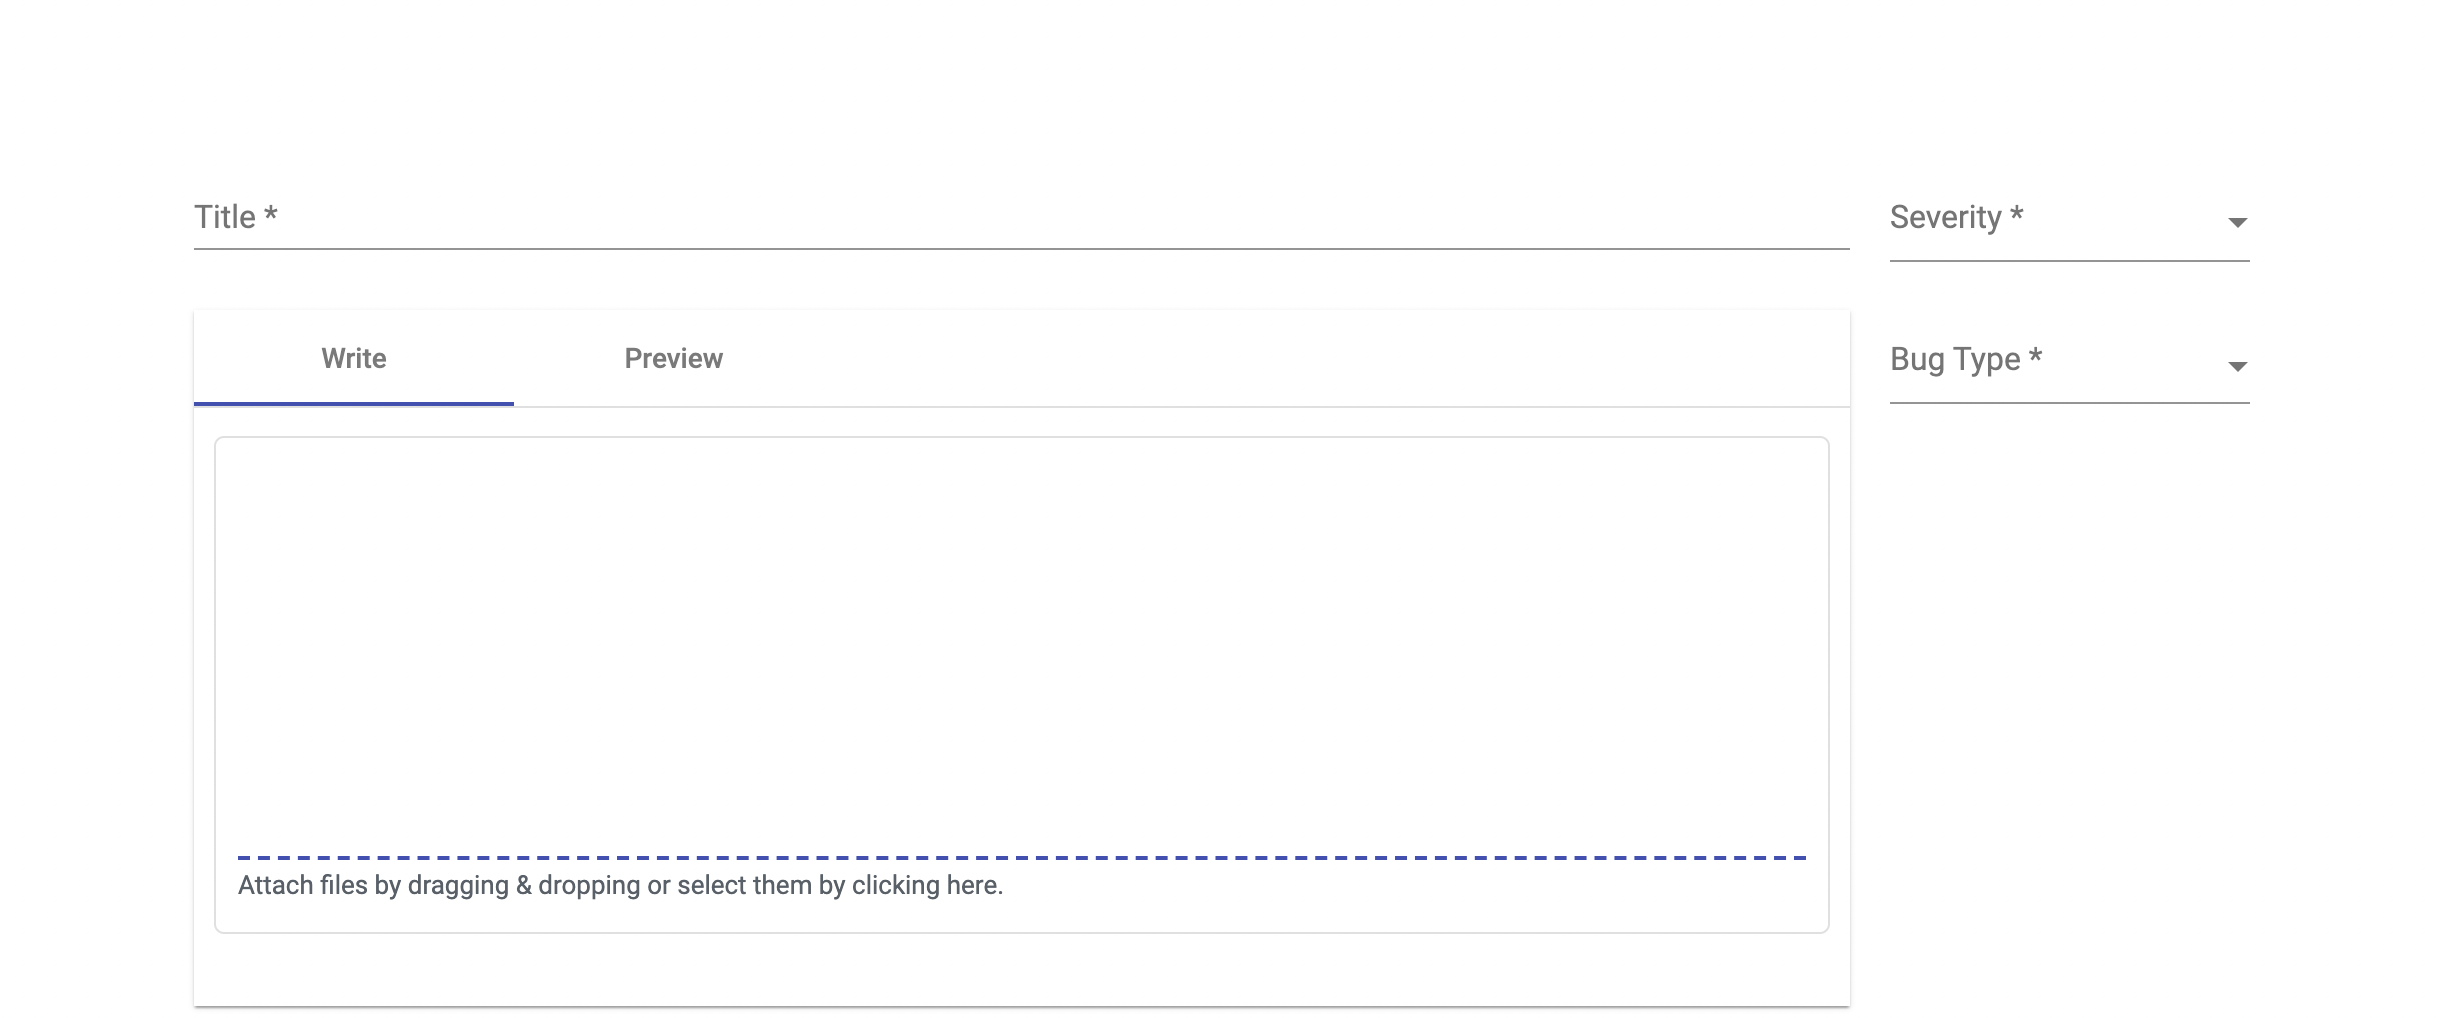 Title *
Severity *
Write
Preview
Bug Type *
Attach files by dragging & dropping or select them by clicking here.